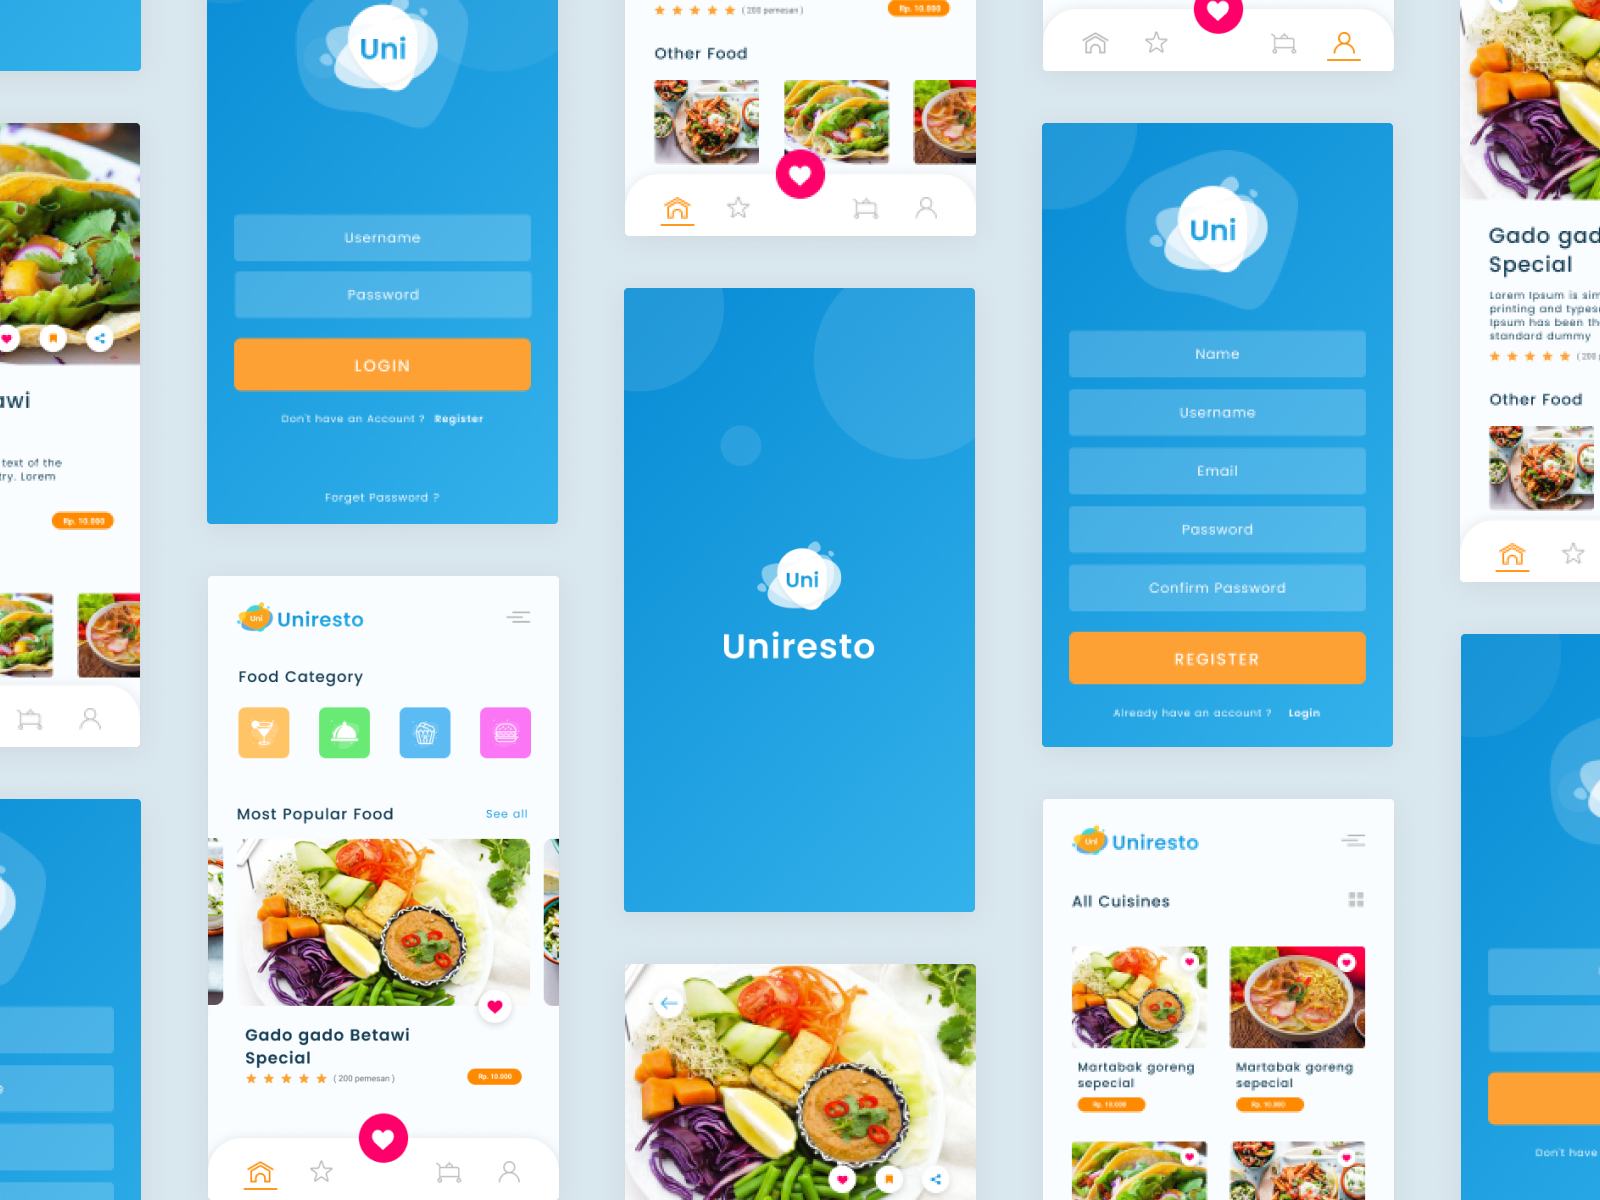 awi
text of the
try. Lorem
Rp. 10.000
Uni
Username
Password
LOGIN
Don't have an Account ? Register
Forget Password ?
Uni Uniresto
Food Category
Most Popular Food See all
Gado gado Betawi
Special
( 200 pemesan ) Rp. 10.000
( 200 pemesan ) Rp. 10.000
Other Food
Uni
Uniresto
Uni
Name
Username
Email
Password
Confirm Password
REGISTER
Already have an account ? Login
Uni Uniresto
All Cuisines
Martabak goreng
sepecial
Rp. 10.000
Martabak goreng
sepecial
Rp. 10.000
Gado gad
Special
Lorem Ipsum is sim
printing and types
Ipsum has been th
standard dummy
( 200
Other Food
Don't have